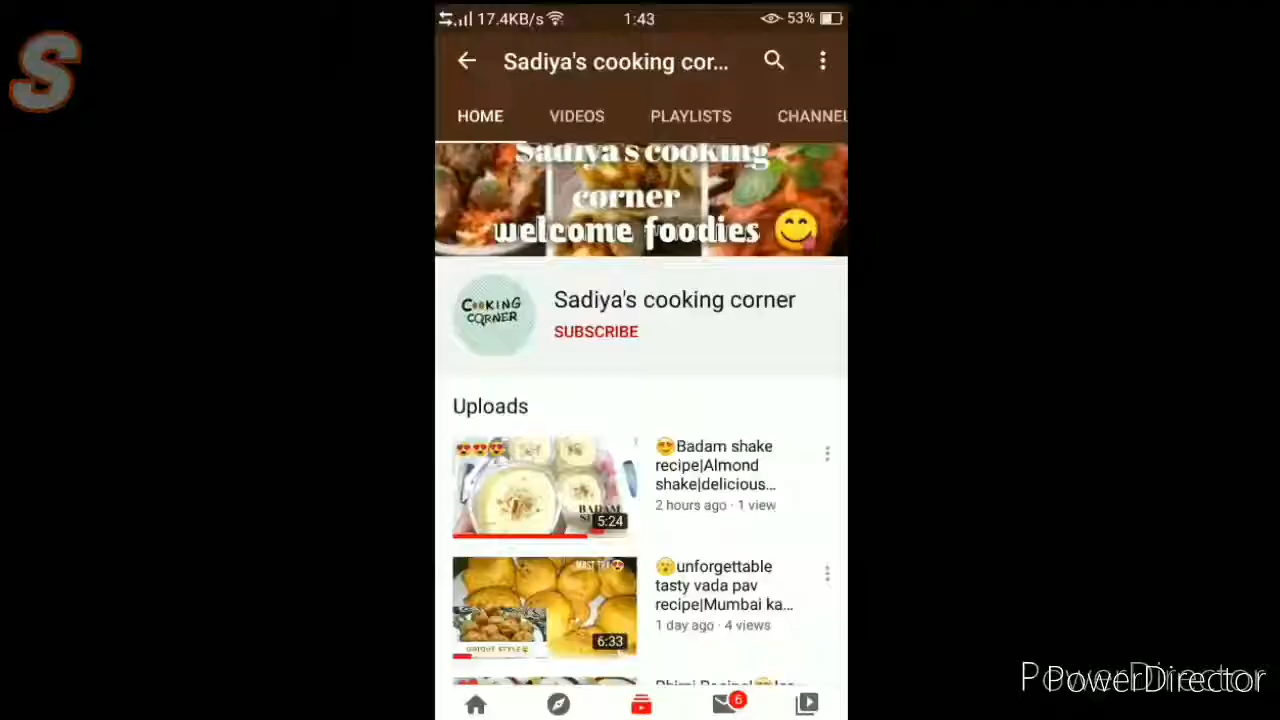 S
17.4KB/s
1:43
53%
Sadiya's cooking cor...
HOME
VIDEOS
PLAYLISTS
CHANNEL
Sadiya's cooking
corner
welcome foodies
COOKING
CORNER
Sadiya's cooking corner
SUBSCRIBE
Uploads
Badam shake
recipe|Almond
shake|delicious...
2 hours ago · 1 view
BADAM
5:24
unforgettable
tasty vada pav
recipe|Mumbai ka...
1 day ago · 4 views
6:33
6
PowerDirector